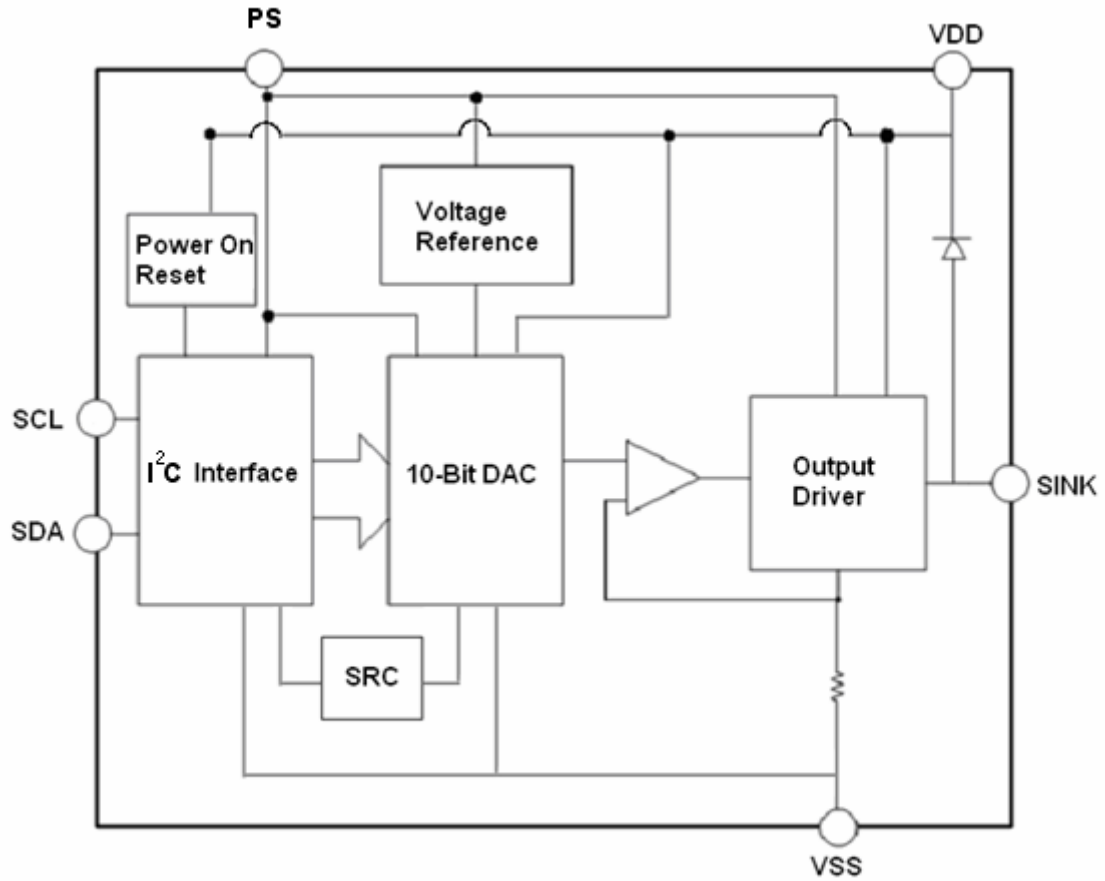 PS
VDD
Power On
Reset
Voltage
Reference
SCL
SDA
I²C Interface
10-Bit DAC
Output
Driver
SINK
SRC
VSS